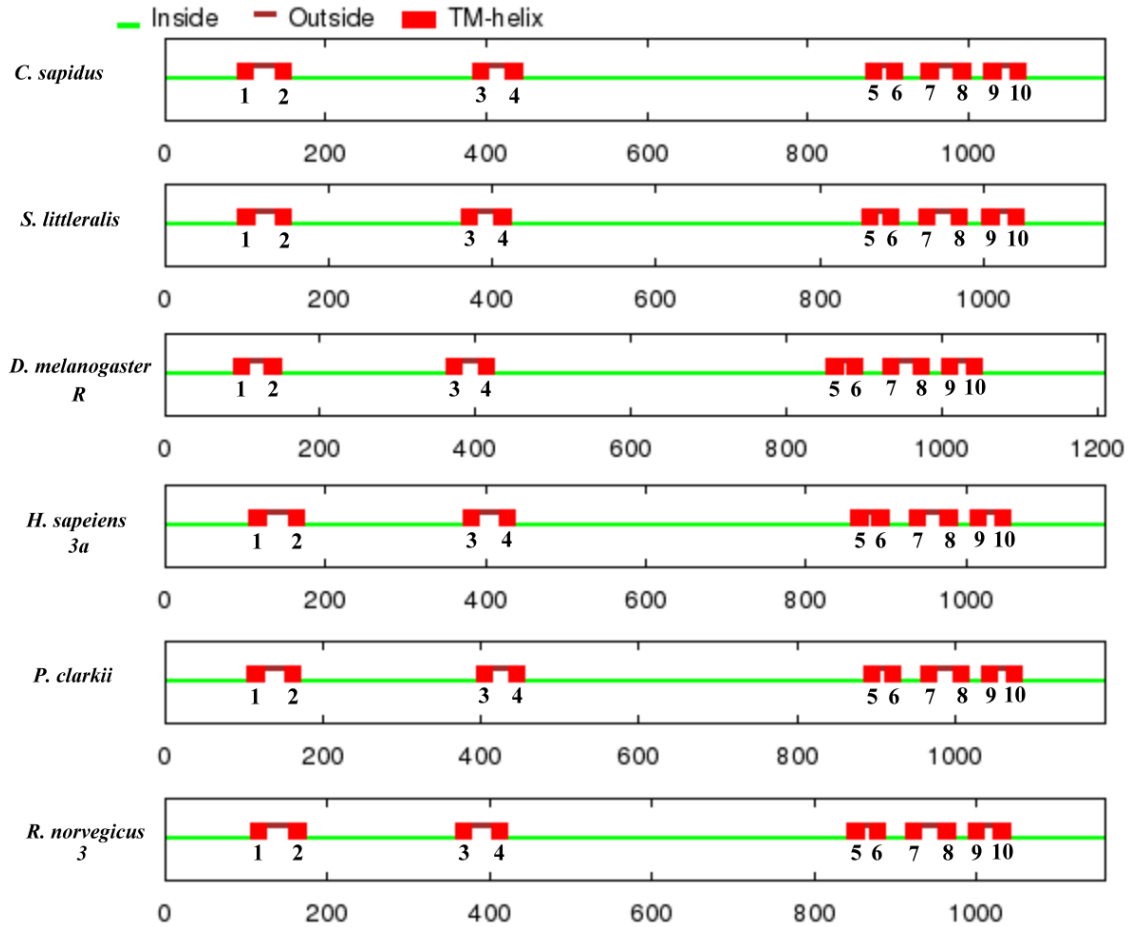 Inside Outside TM-helix
C. sapidus
1 2 3 4 5 6 7 8 9 10
0 200 400 600 800 1000
S. littleralis
1 2 3 4 5 6 7 8 9 10
0 200 400 600 800 1000
D. melanogaster
R
1 2 3 4 5 6 7 8 9 10
0 200 400 600 800 1000 1200
H. sapeiens
3a
1 2 3 4 5 6 7 8 9 10
0 200 400 600 800 1000
P. clarkii
1 2 3 4 5 6 7 8 9 10
0 200 400 600 800 1000
R. norvegicus
3
1 2 3 4 5 6 7 8 9 10
0 200 400 600 800 1000